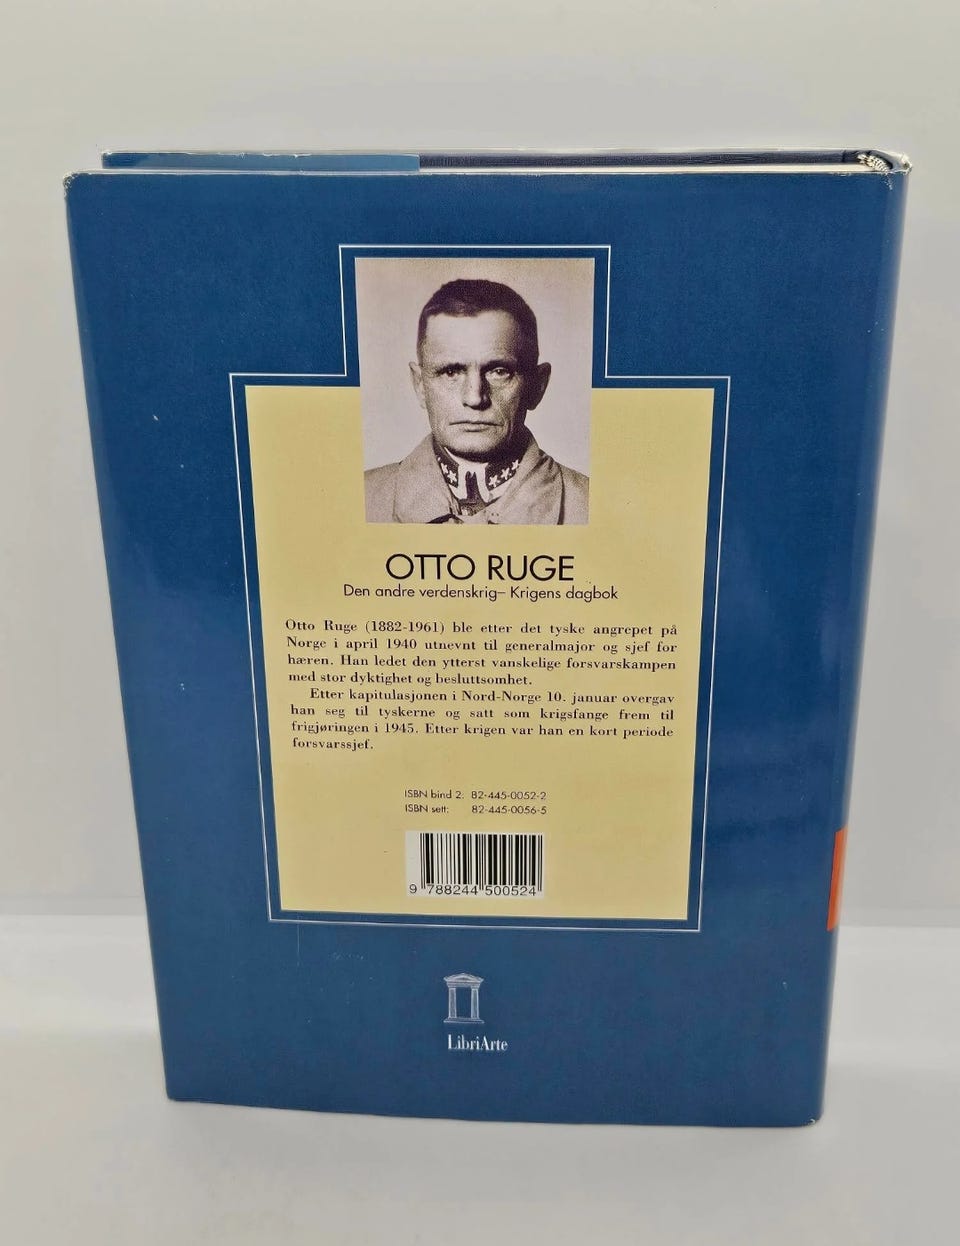 OTTO RUGE
Den andre verdenskrig– Krigens dagbok
Otto Ruge (1882-1961) ble etter det tyske angrepet på
Norge i april 1940 utnevnt til generalmajor og sjef for
hæren. Han ledet den ytterst vanskelige forsvarskampen
med stor dyktighet og besluttsomhet.
Etter kapitulasjonen i Nord-Norge 10. januar overgav
han seg til tyskerne og satt som krigsfange frem til
frigjøringen i 1945. Etter krigen var han en kort periode
forsvarssjef.
ISBN bind 2: 82-445-0052-2
ISBN sett: 82-445-0056-5
9 788244 500524
LibriArte